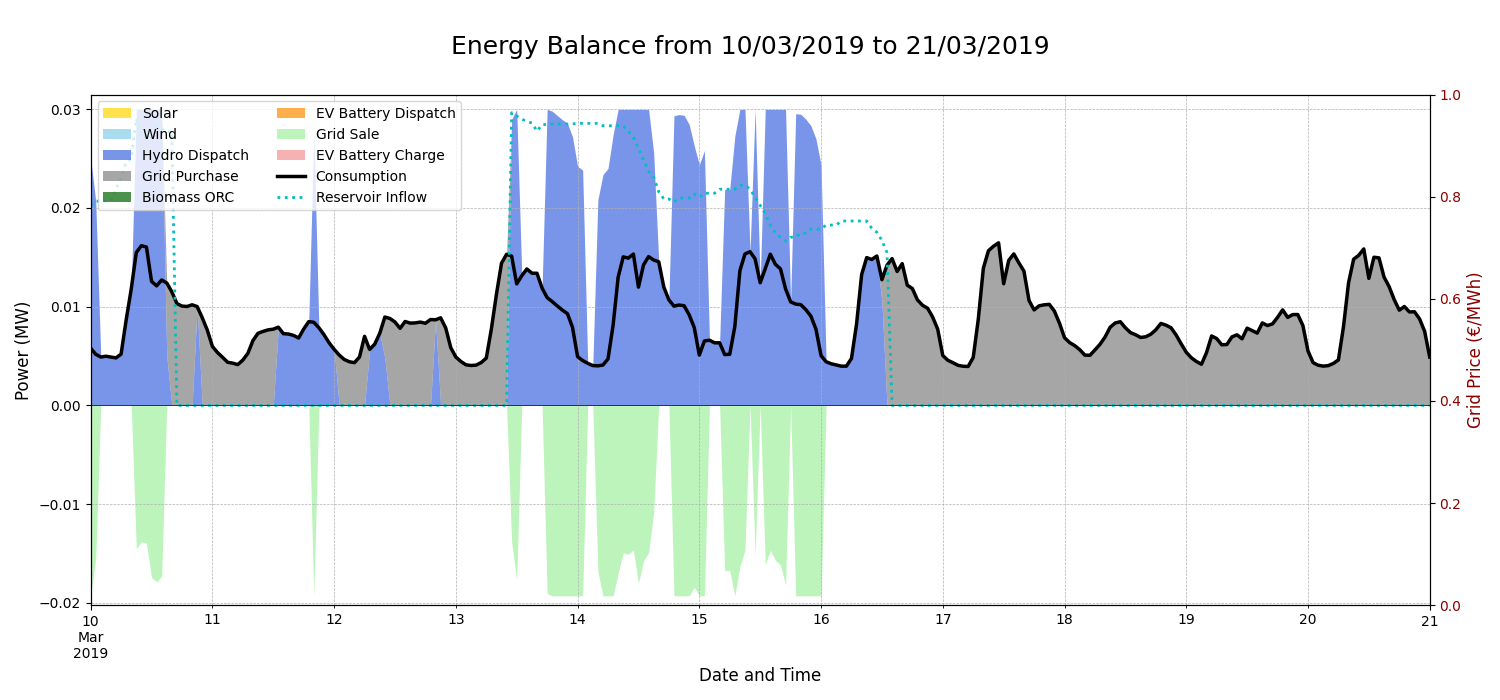 Energy Balance from 10/03/2019 to 21/03/2019
Solar
Wind
Hydro Dispatch
Grid Purchase
Biomass ORC
EV Battery Dispatch
Grid Sale
EV Battery Charge
Consumption
Reservoir Inflow
Power (MW)
0.03
0.02
0.01
0.00
−0.01
−0.02
1.0
0.8
0.6
0.4
0.2
0.0
Grid Price (€/MWh)
10 11 12 13 14 15 16 17 18 19 20 21
Mar
2019
Date and Time